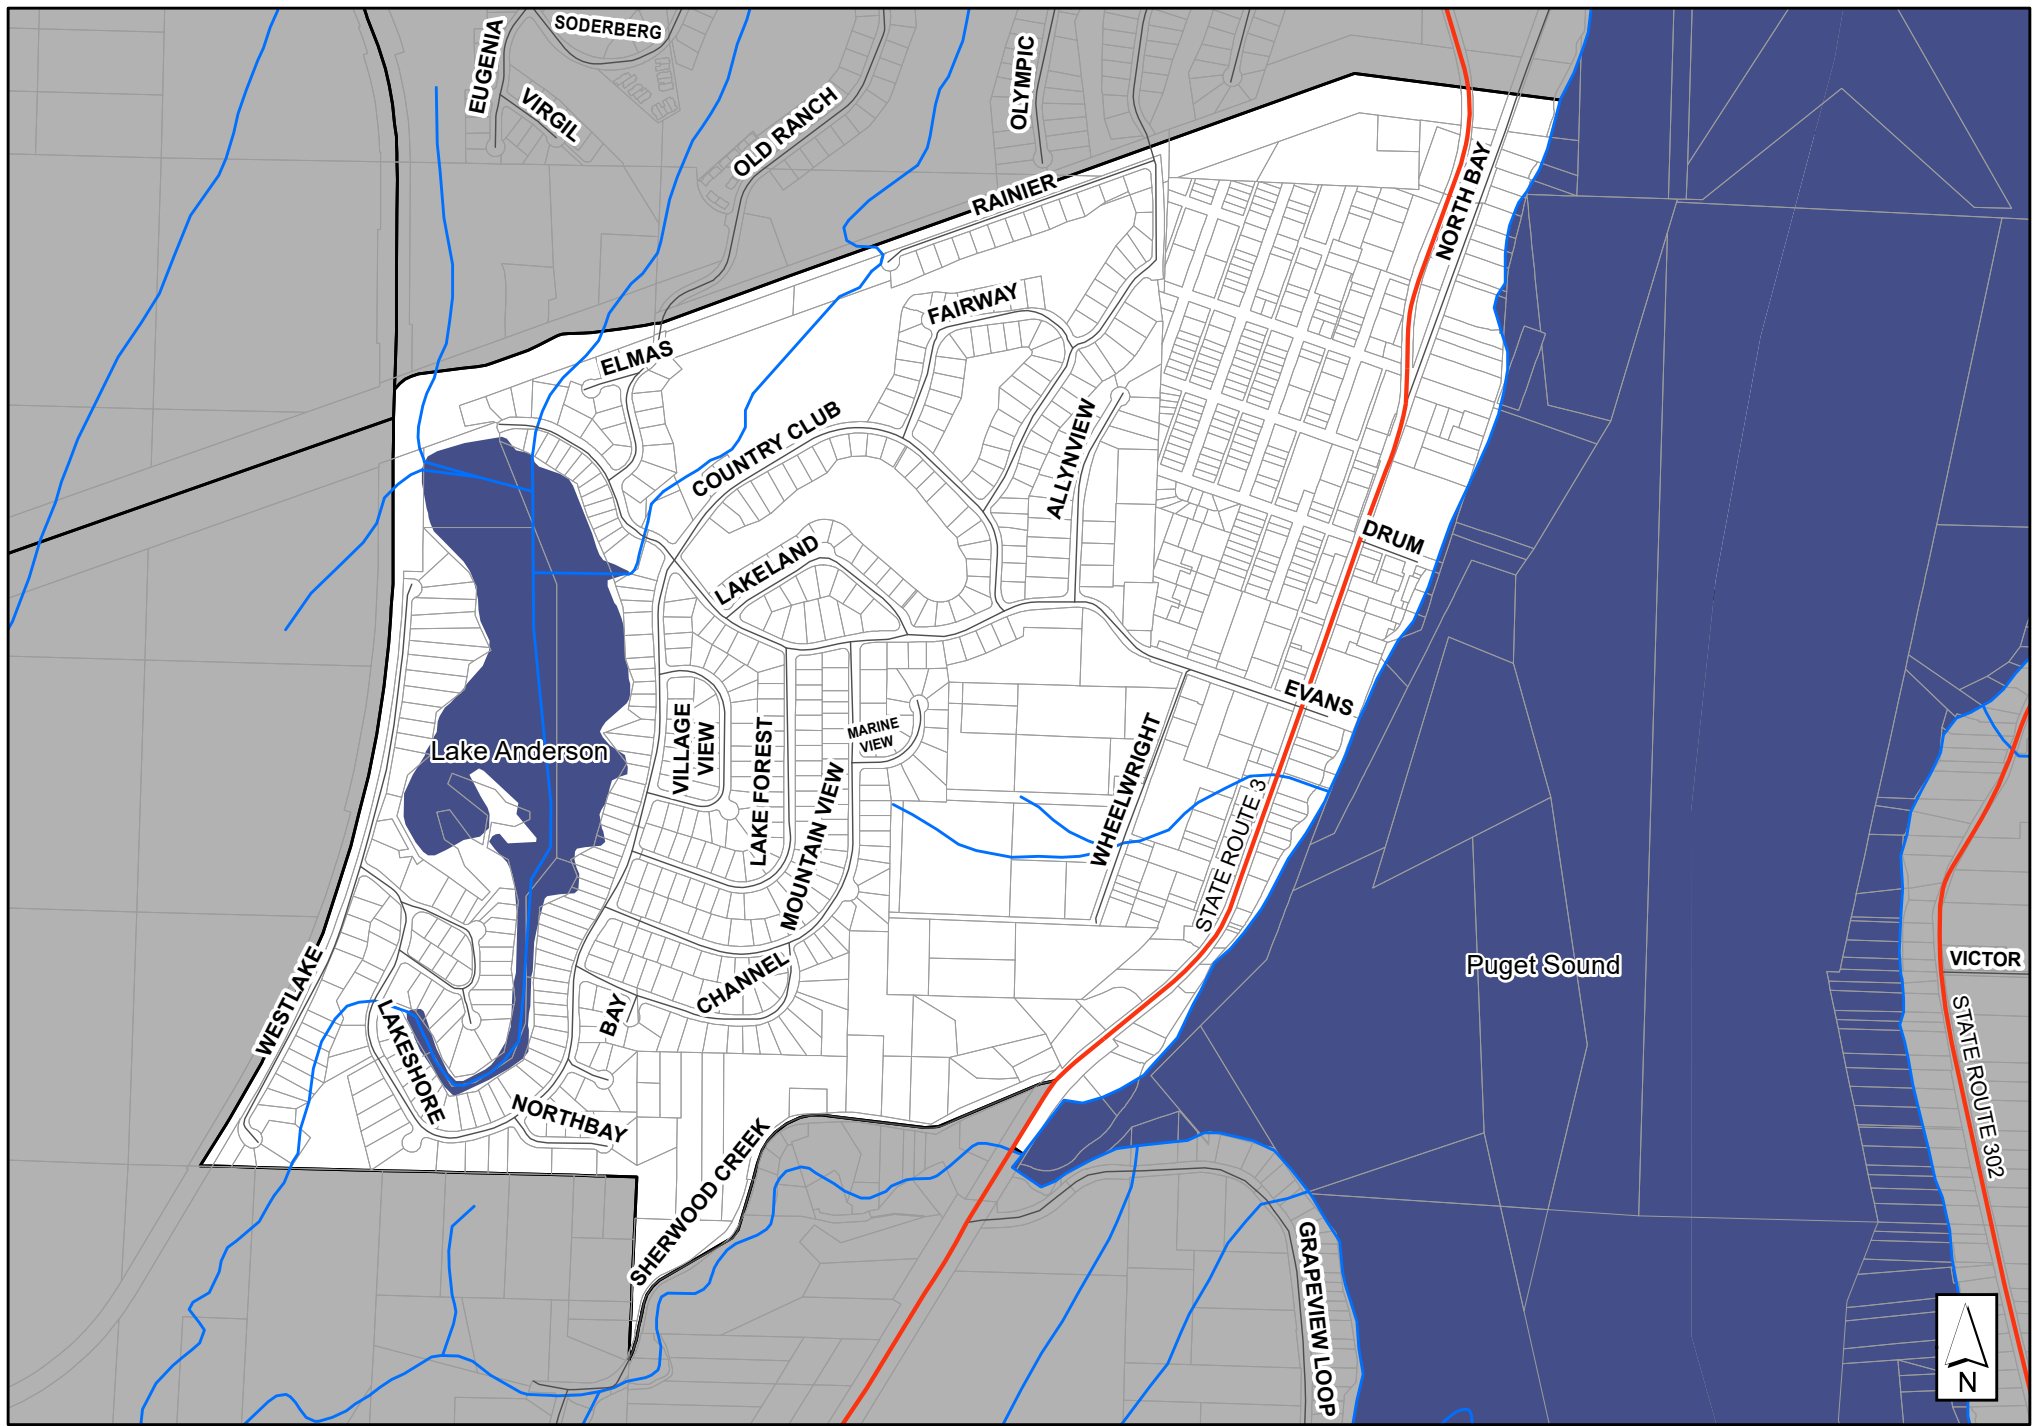 SODERBERG
EUGENIA
VIRGIL
OLD RANCH
OLYMPIC
RAINIER
NORTH BAY
FAIRWAY
ELMAS
COUNTRY CLUB
ALLYNVIEW
DRUM
LAKELAND
EVANS
VILLAGE
VIEW
LAKE FOREST
MARINE
VIEW
MOUNTAIN VIEW
WHEELWRIGHT
Lake Anderson
STATE ROUTE 3
Puget Sound
VICTOR
WESTLAKE
LAKESHORE
BAY
CHANNEL
NORTHBAY
STATE ROUTE 302
SHERWOOD CREEK
GRAPEVIEW LOOP
N